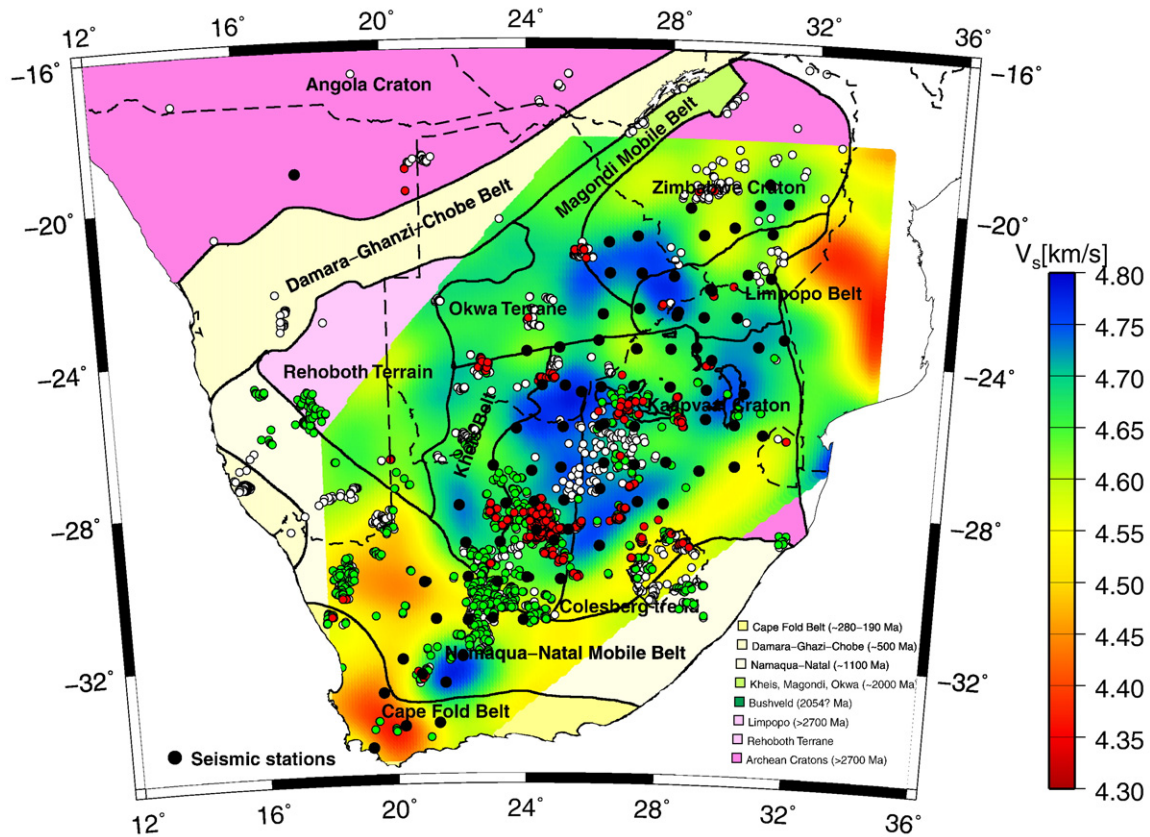 12° 16° 20° 24° 28° 32° 36°
−16° −16°
Angola Craton
Magondi Mobile Belt
Zimbabwe Craton
−20° −20°
Damara−Ghanzi−Chobe Belt
Vs[km/s]
4.80
Okwa Terrane
Limpopo Belt
4.75
−24° −24°
Rehoboth Terrain
4.70
Kaapvaal Craton
Kheis Belt
4.65
4.60
−28° −28°
4.55
4.50
Colesberg trend
Cape Fold Belt (~280−190 Ma)
Damara−Ghazi−Chobe (~500 Ma)
4.45
Namaqua−Natal Mobile Belt
Namaqua−Natal (~1100 Ma)
−32° −32°
Kheis, Magondi, Okwa (~2000 Ma)
4.40
Bushveld (2054? Ma)
Cape Fold Belt
Limpopo (>2700 Ma)
4.35
Rehoboth Terrane
Seismic stations
Archean Cratons (>2700 Ma)
4.30
12° 16° 20° 24° 28° 32° 36°